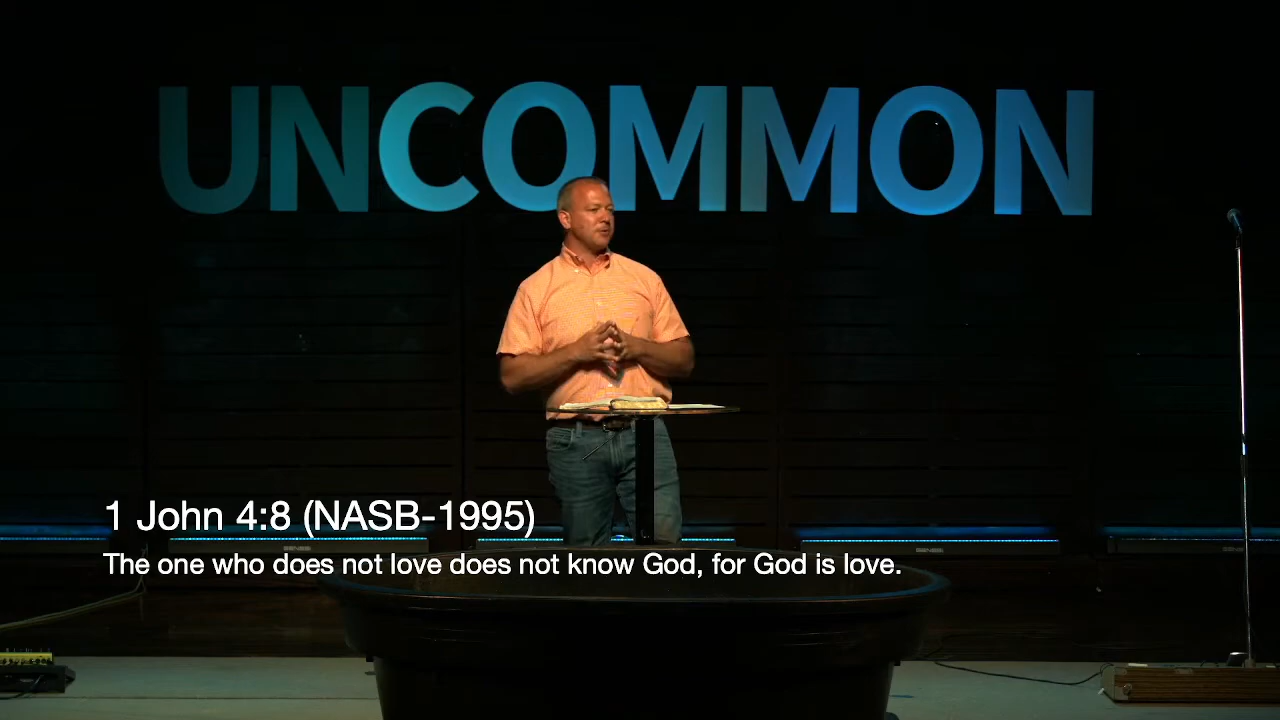 UNCOMMON
1 John 4:8 (NASB-1995)
The one who does not love does not know God, for God is love.